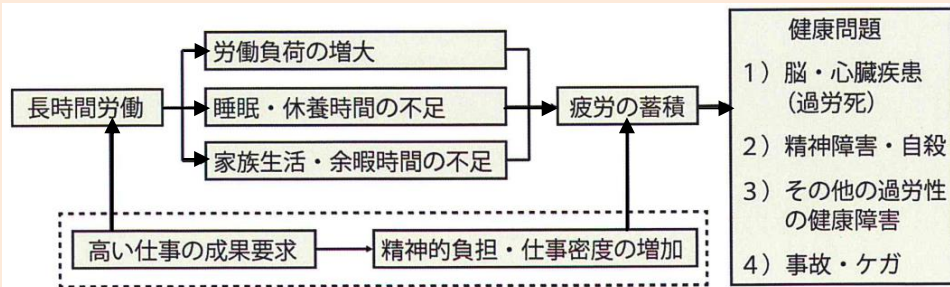 長時間労働
労働負荷の増大
睡眠・休養時間の不足
家族生活・余暇時間の不足
疲労の蓄積
高い仕事の成果要求
精神的負担・仕事密度の増加
健康問題
1）脳・心臓疾患
（過労死）
2）精神障害・自殺
3）その他の過労性
の健康障害
4）事故・ケガ